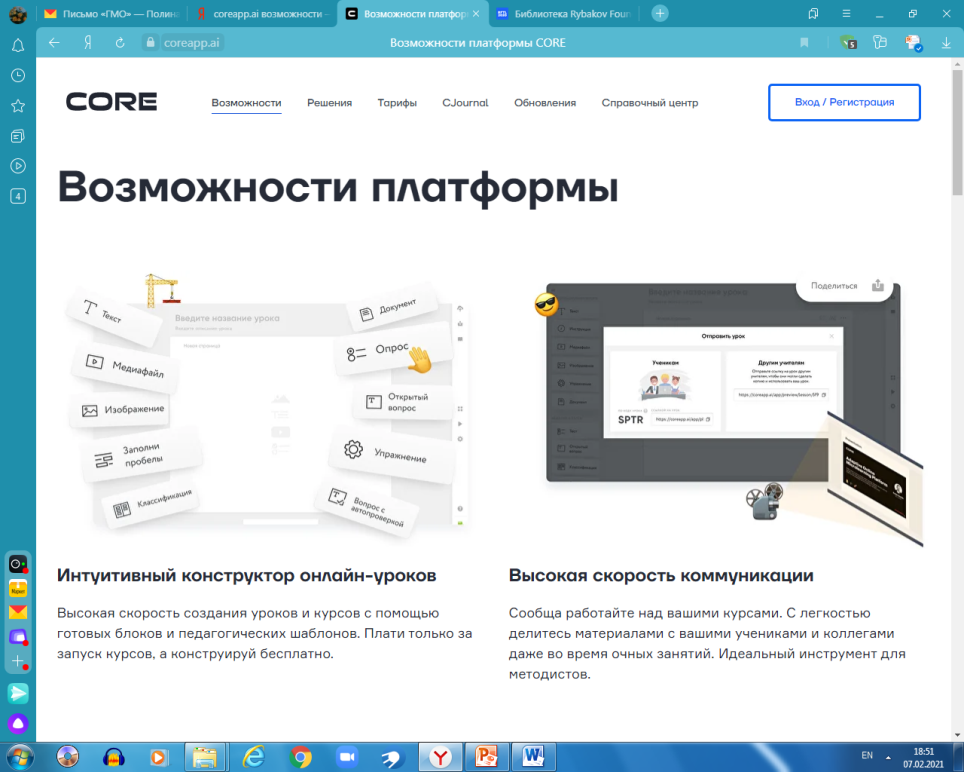 Письмо «ГМО» — Полин
coreapp.ai возможности –
Возможности платфор
Библиотека Rybakov Foun
coreapp.ai
Возможности платформы CORE
5
4
CORE
Возможности
Решения
Тарифы
CJournal
Обновления
Справочный центр
Вход / Регистрация
Возможности платформы
Текст
Медиафайл
Изображение
Заполни
пробелы
Классификация
Введите название урока
Документ
Опрос
Открытый
вопрос
Упражнение
Вопрос с
автопроверкой
Поделиться
Отправить урок
Ученикам
Другим учителям
SPTR
Интуитивный конструктор онлайн-уроков
Высокая скорость создания уроков и курсов с помощью
готовых блоков и педагогических шаблонов. Плати только за
запуск курсов, а конструируй бесплатно.
Высокая скорость коммуникации
Сообща работайте над вашими курсами. С легкостью
делитесь материалами с вашими учениками и коллегами
даже во время очных занятий. Идеальный инструмент для
методистов.
EN
18:51
07.02.2021